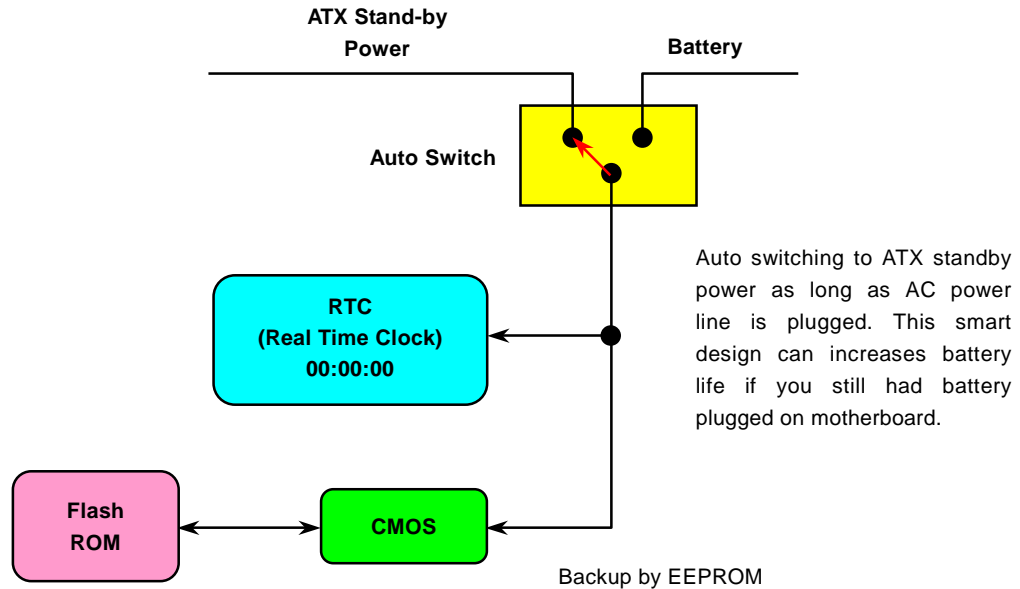 ATX Stand-by
Power
Battery
Auto Switch
Auto switching to ATX standby
power as long as AC power
line is plugged. This smart
design can increases battery
life if you still had battery
plugged on motherboard.
RTC
(Real Time Clock)
00:00:00
Flash
ROM
CMOS
Backup by EEPROM